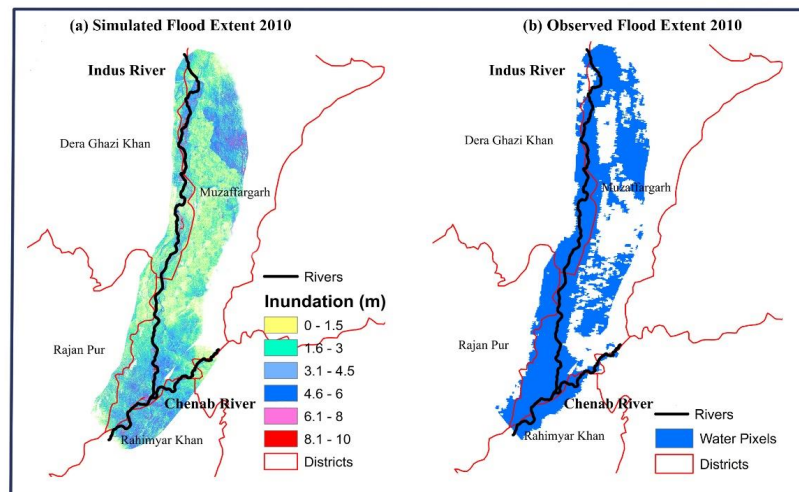 (a) Simulated Flood Extent 2010
Indus River
Dera Ghazi Khan
Muzaffargarh
Rivers
Inundation (m)
0 - 1.5
1.6 - 3
3.1 - 4.5
4.6 - 6
6.1 - 8
8.1 - 10
Districts
Rajan Pur
Chenab River
Rahimyar Khan
(b) Observed Flood Extent 2010
Indus River
Dera Ghazi Khan
Muzaffargarh
Rajan Pur
Chenab River
Rahimyar Khan
Rivers
Water Pixels
Districts